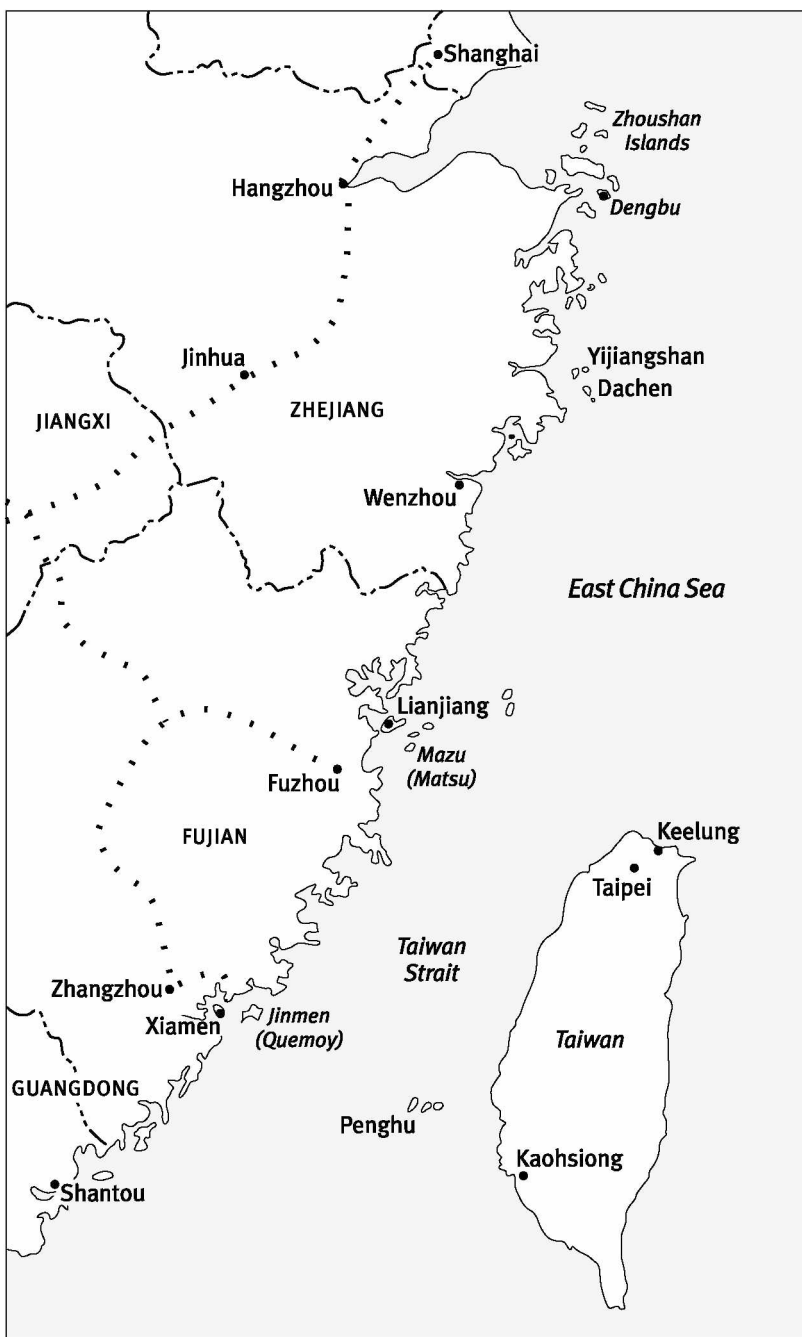 Shanghai
Zhoushan
Islands
Hangzhou
Dengbu
Jinhua
Yijiangshan
Dachen
JIANGXI
ZHEJIANG
Wenzhou
East China Sea
Lianjiang
Mazu
(Matsu)
Fuzhou
FUJIAN
Keelung
Taipei
Taiwan
Strait
Zhangzhou
Xiamen
Jinmen
(Quemoy)
Taiwan
GUANGDONG
Penghu
Kaohsiong
Shantou